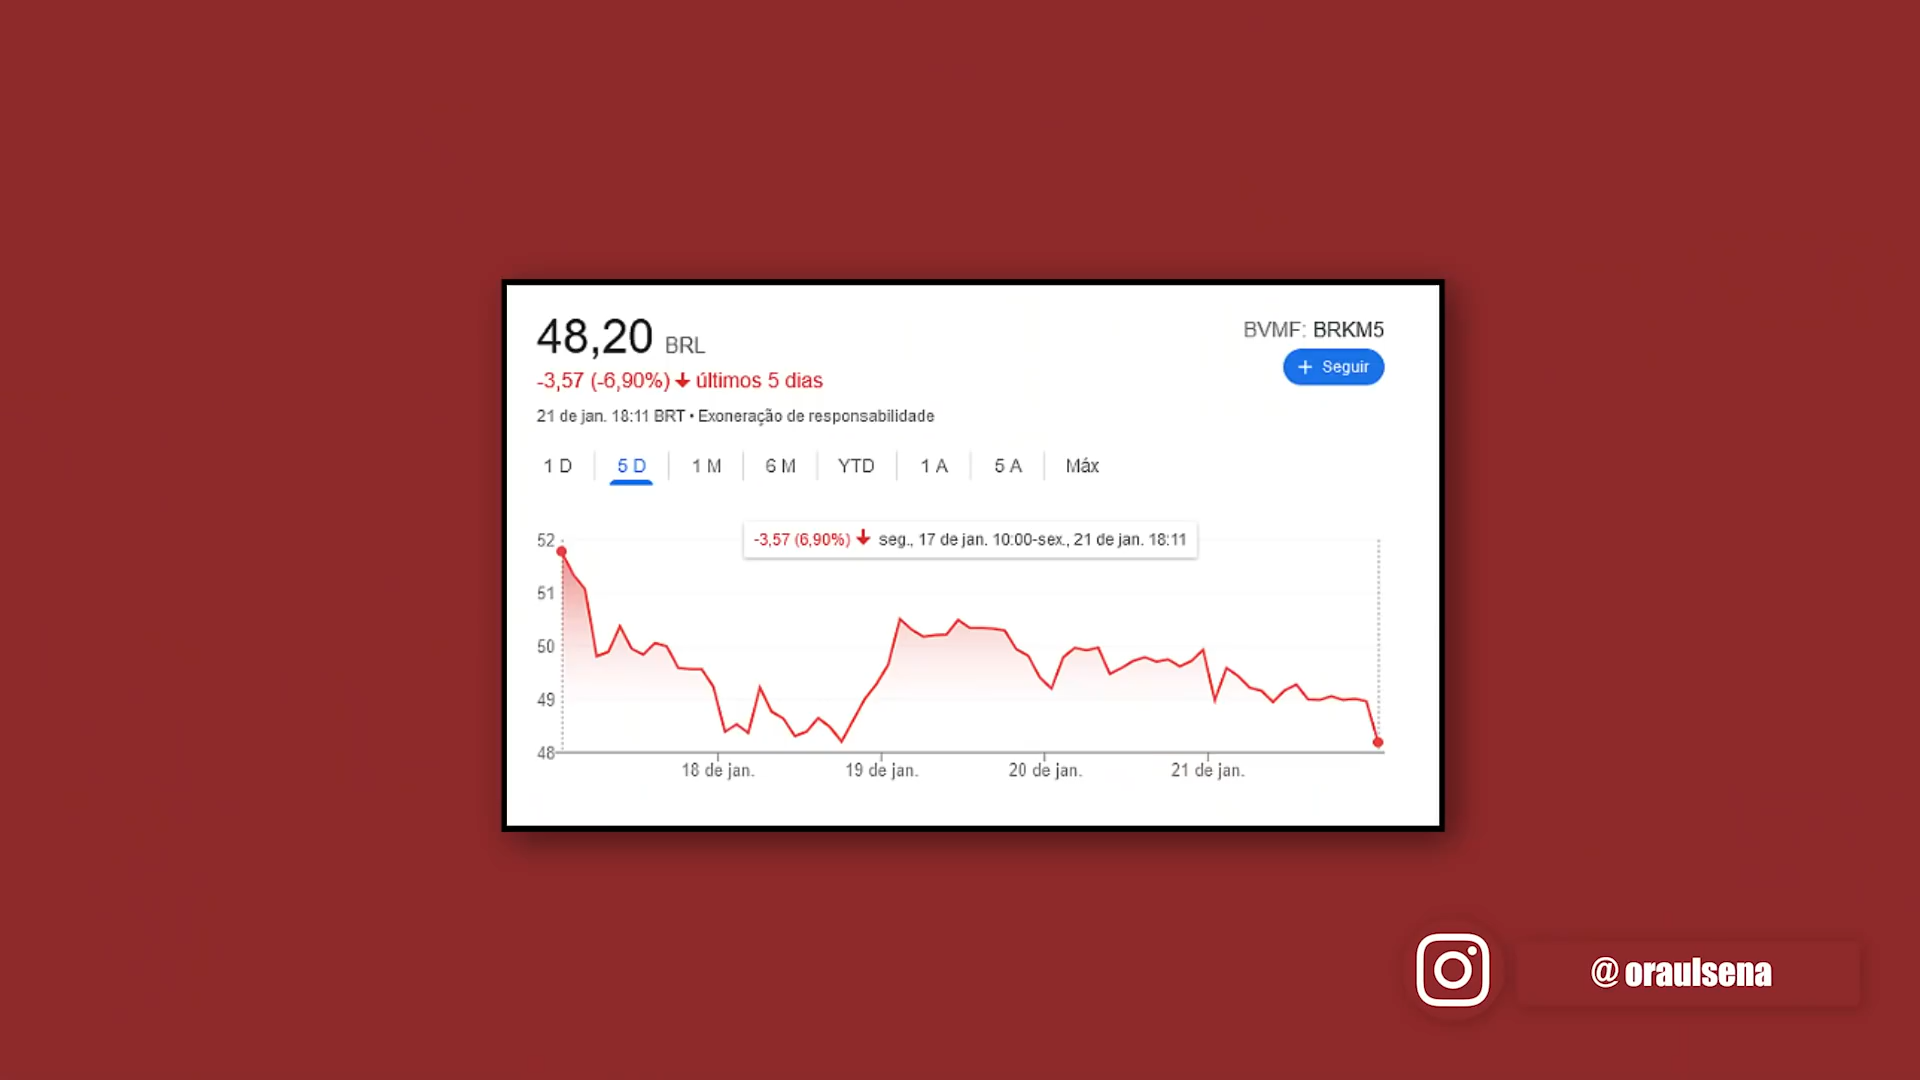 48,20 BRL
BVMF: BRKM5
-3,57 (-6,90%) últimos 5 dias
+ Seguir
21 de jan. 18:11 BRT • Exoneração de responsabilidade
1 D 5 D 1 M 6 M YTD 1 A 5 A Máx
-3,57 (6,90%) seg., 17 de jan. 10:00-sex., 21 de jan. 18:11
52
51
50
49
48
18 de jan. 19 de jan. 20 de jan. 21 de jan.
@oraulsena